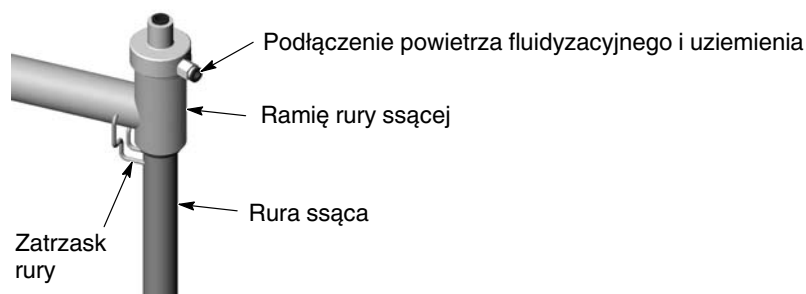 Podłączenie powietrza fluidyzacyjnego i uziemienia
Ramię rury ssącej
Rura ssąca
Zatrzask
rury